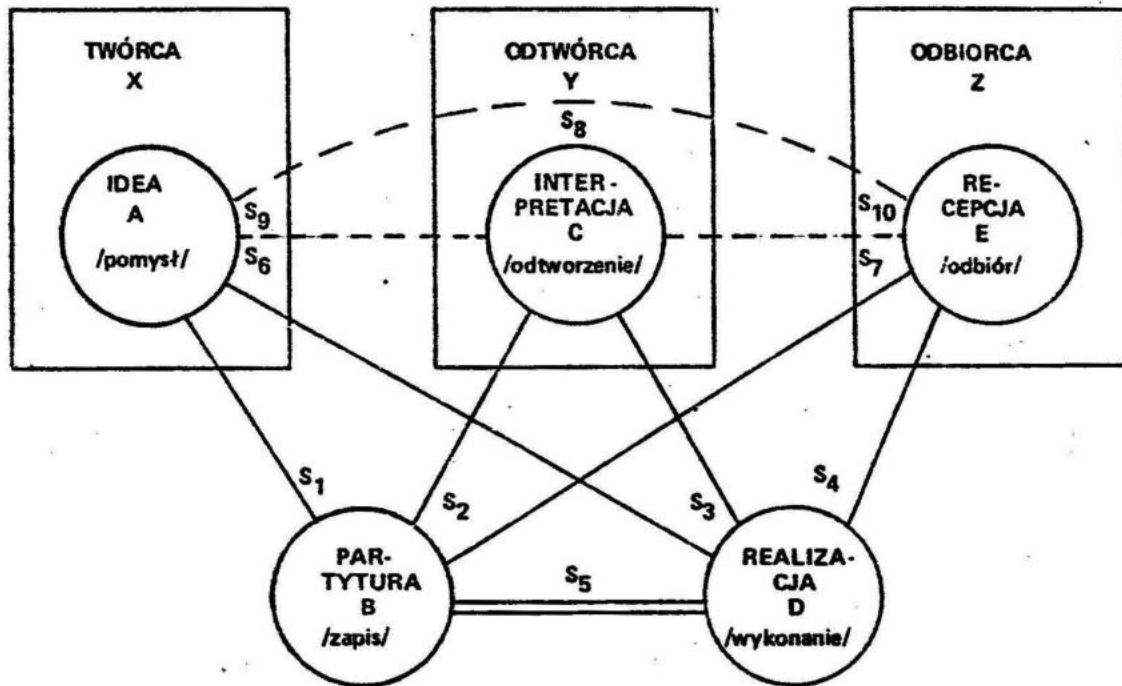 TWÓRCA
X
ODTWÓRCA
Y
ODBIORCA
Z
S8
IDEA
A
/pomysł/
S9
S6
INTER-
PRETACJA
C
/odtworzenie/
S10
S7
RE-
CEPCJA
E
/odbiór/
S1
S2
S3
S4
PAR-
TYTURA
B
/zapis/
S5
REALIZA-
CJA
D
/wykonanie/